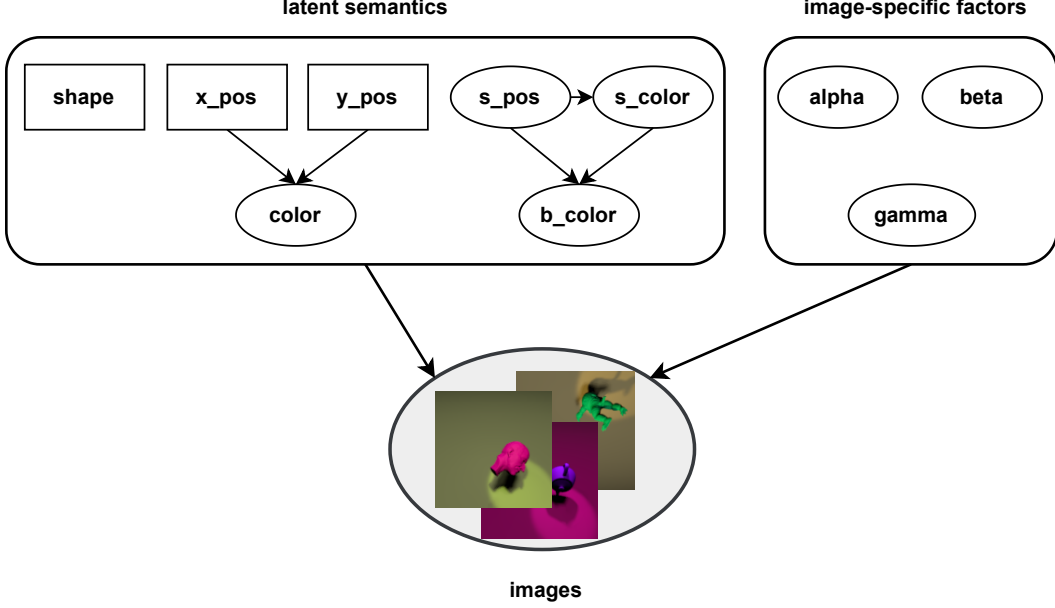 latent semantics
image-specific factors
shape
x_pos
y_pos
s_pos
s_color
alpha
beta
color
b_color
gamma
images